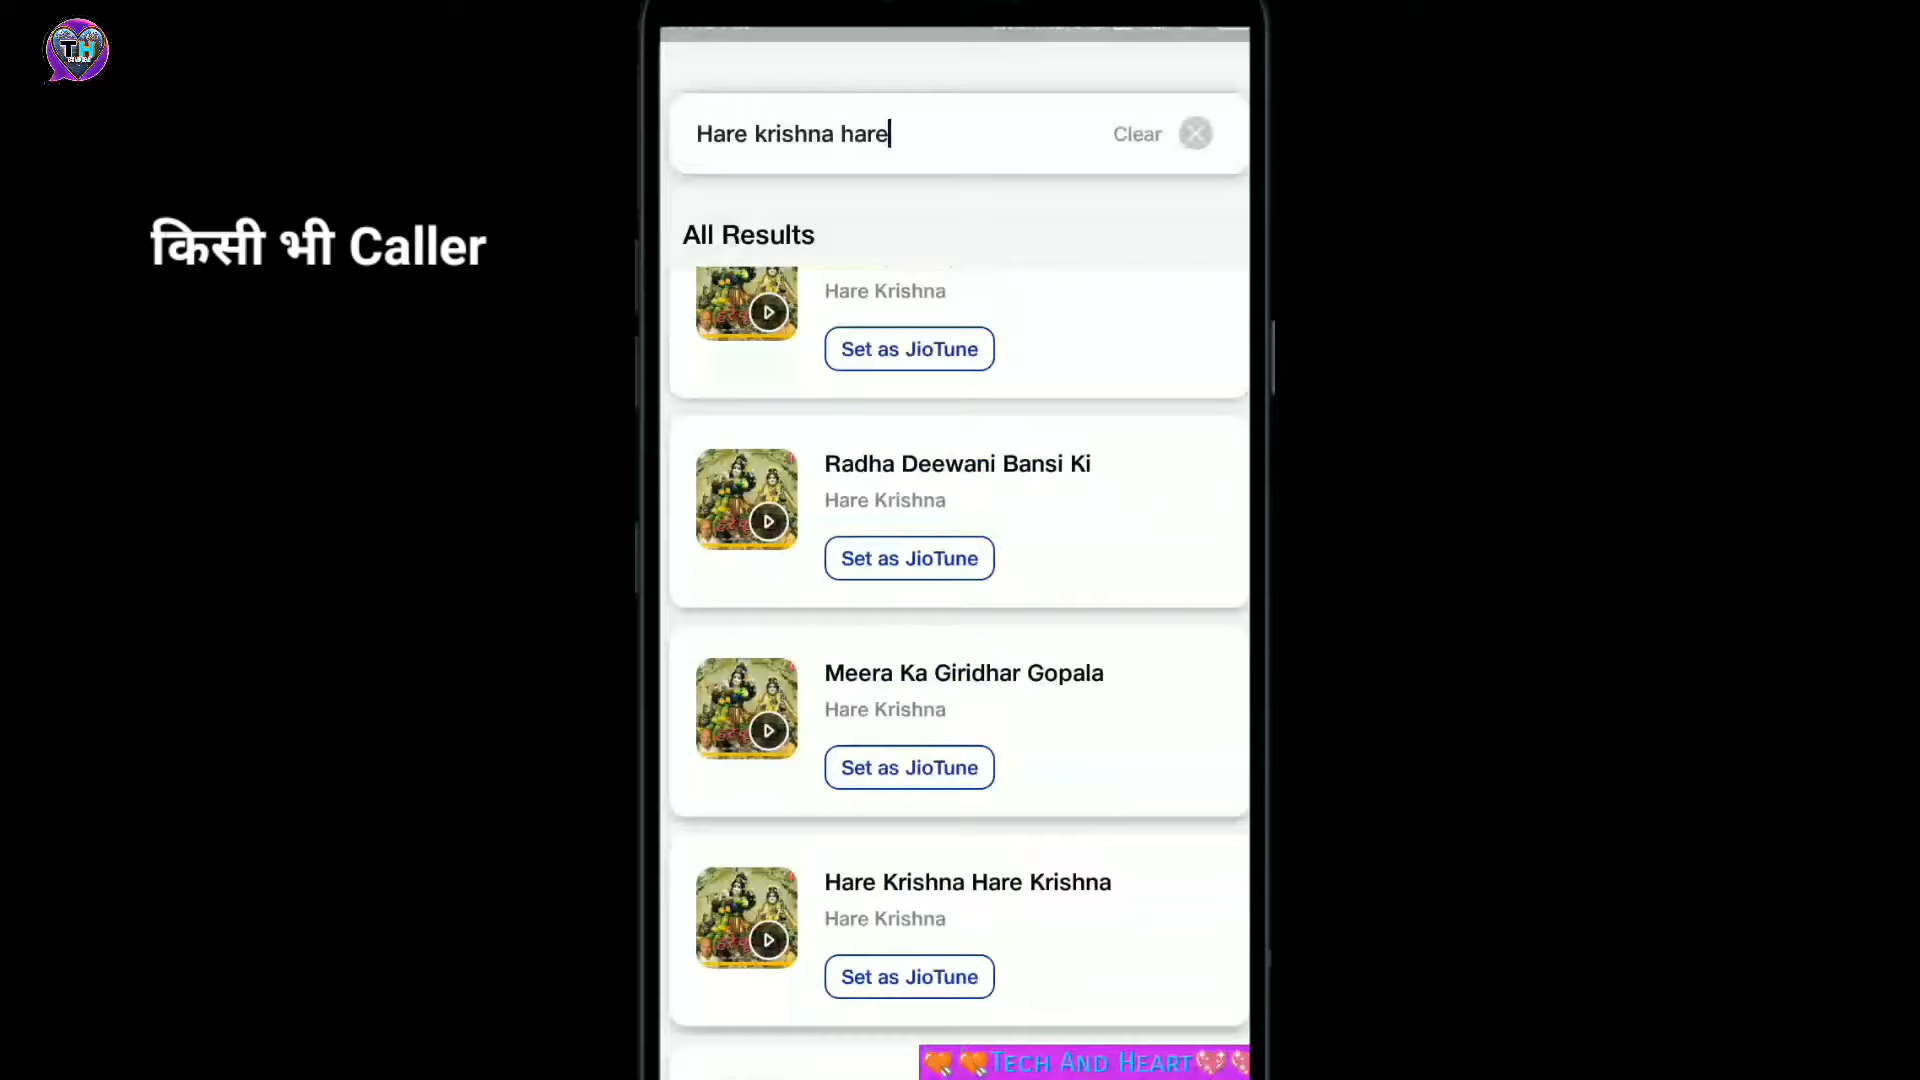 TH
किसी भी Caller
Hare krishna hare
Clear
All Results
Hare Krishna
Set as JioTune
Radha Deewani Bansi Ki
Hare Krishna
Set as JioTune
Meera Ka Giridhar Gopala
Hare Krishna
Set as JioTune
Hare Krishna Hare Krishna
Hare Krishna
Set as JioTune
Tech And Heart